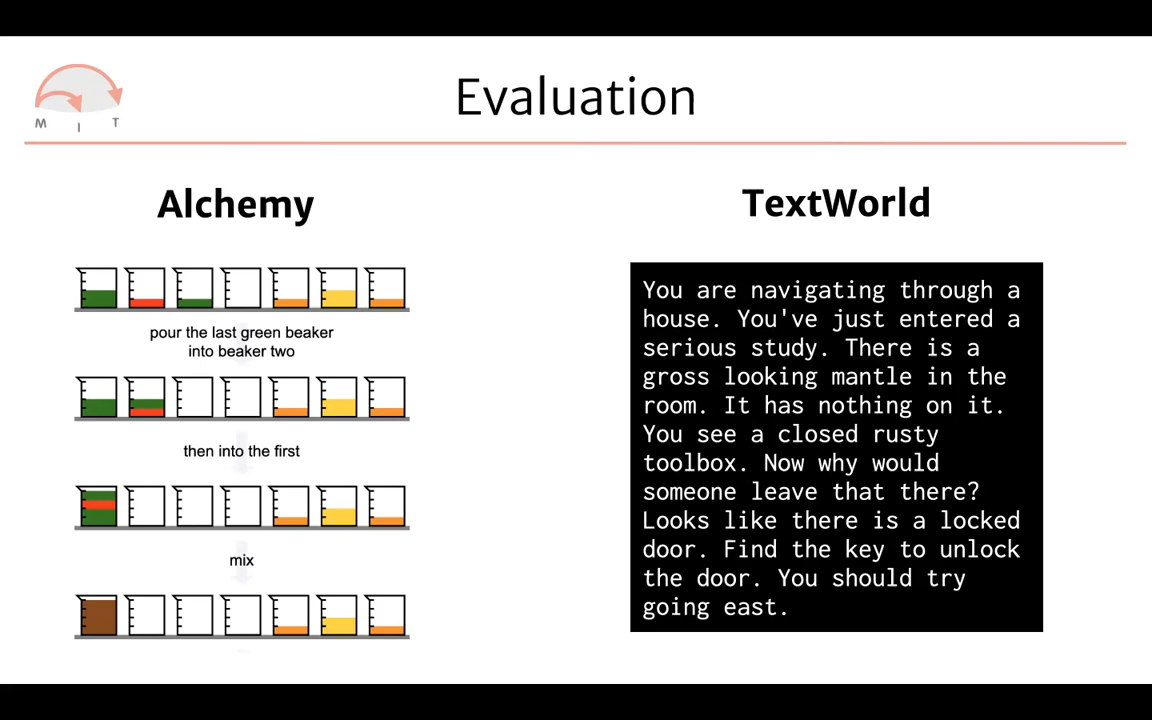 Evaluation
M I T
Alchemy
pour the last green beaker
into beaker two
then into the first
mix
TextWorld
You are navigating through a
house. You've just entered a
serious study. There is a
gross looking mantle in the
room. It has nothing on it.
You see a closed rusty
toolbox. Now why would
someone leave that there?
Looks like there is a locked
door. Find the key to unlock
the door. You should try
going east.